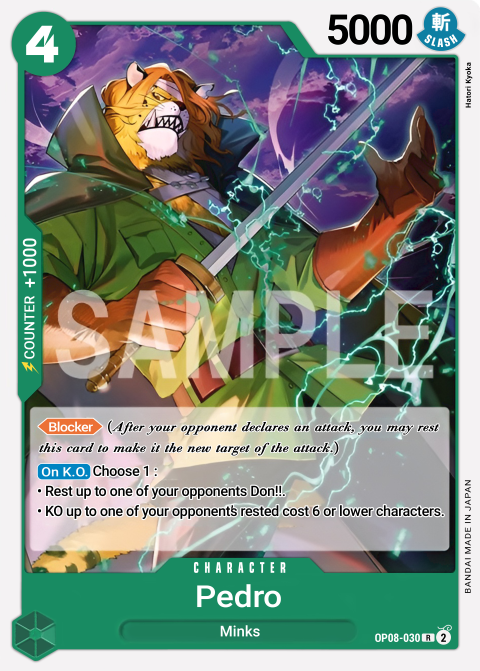 4
5000
斬
SLASH
Hatori Kyoka
COUNTER +1000
SAMPLE
Blocker (After your opponent declares an attack, you may rest
this card to make it the new target of the attack.)
On K.O. Choose 1 :
• Rest up to one of your opponents Don!!.
• KO up to one of your opponent's rested cost 6 or lower characters.
BANDAI MADE IN JAPAN
CHARACTER
Pedro
Minks
OP08-030 R 2